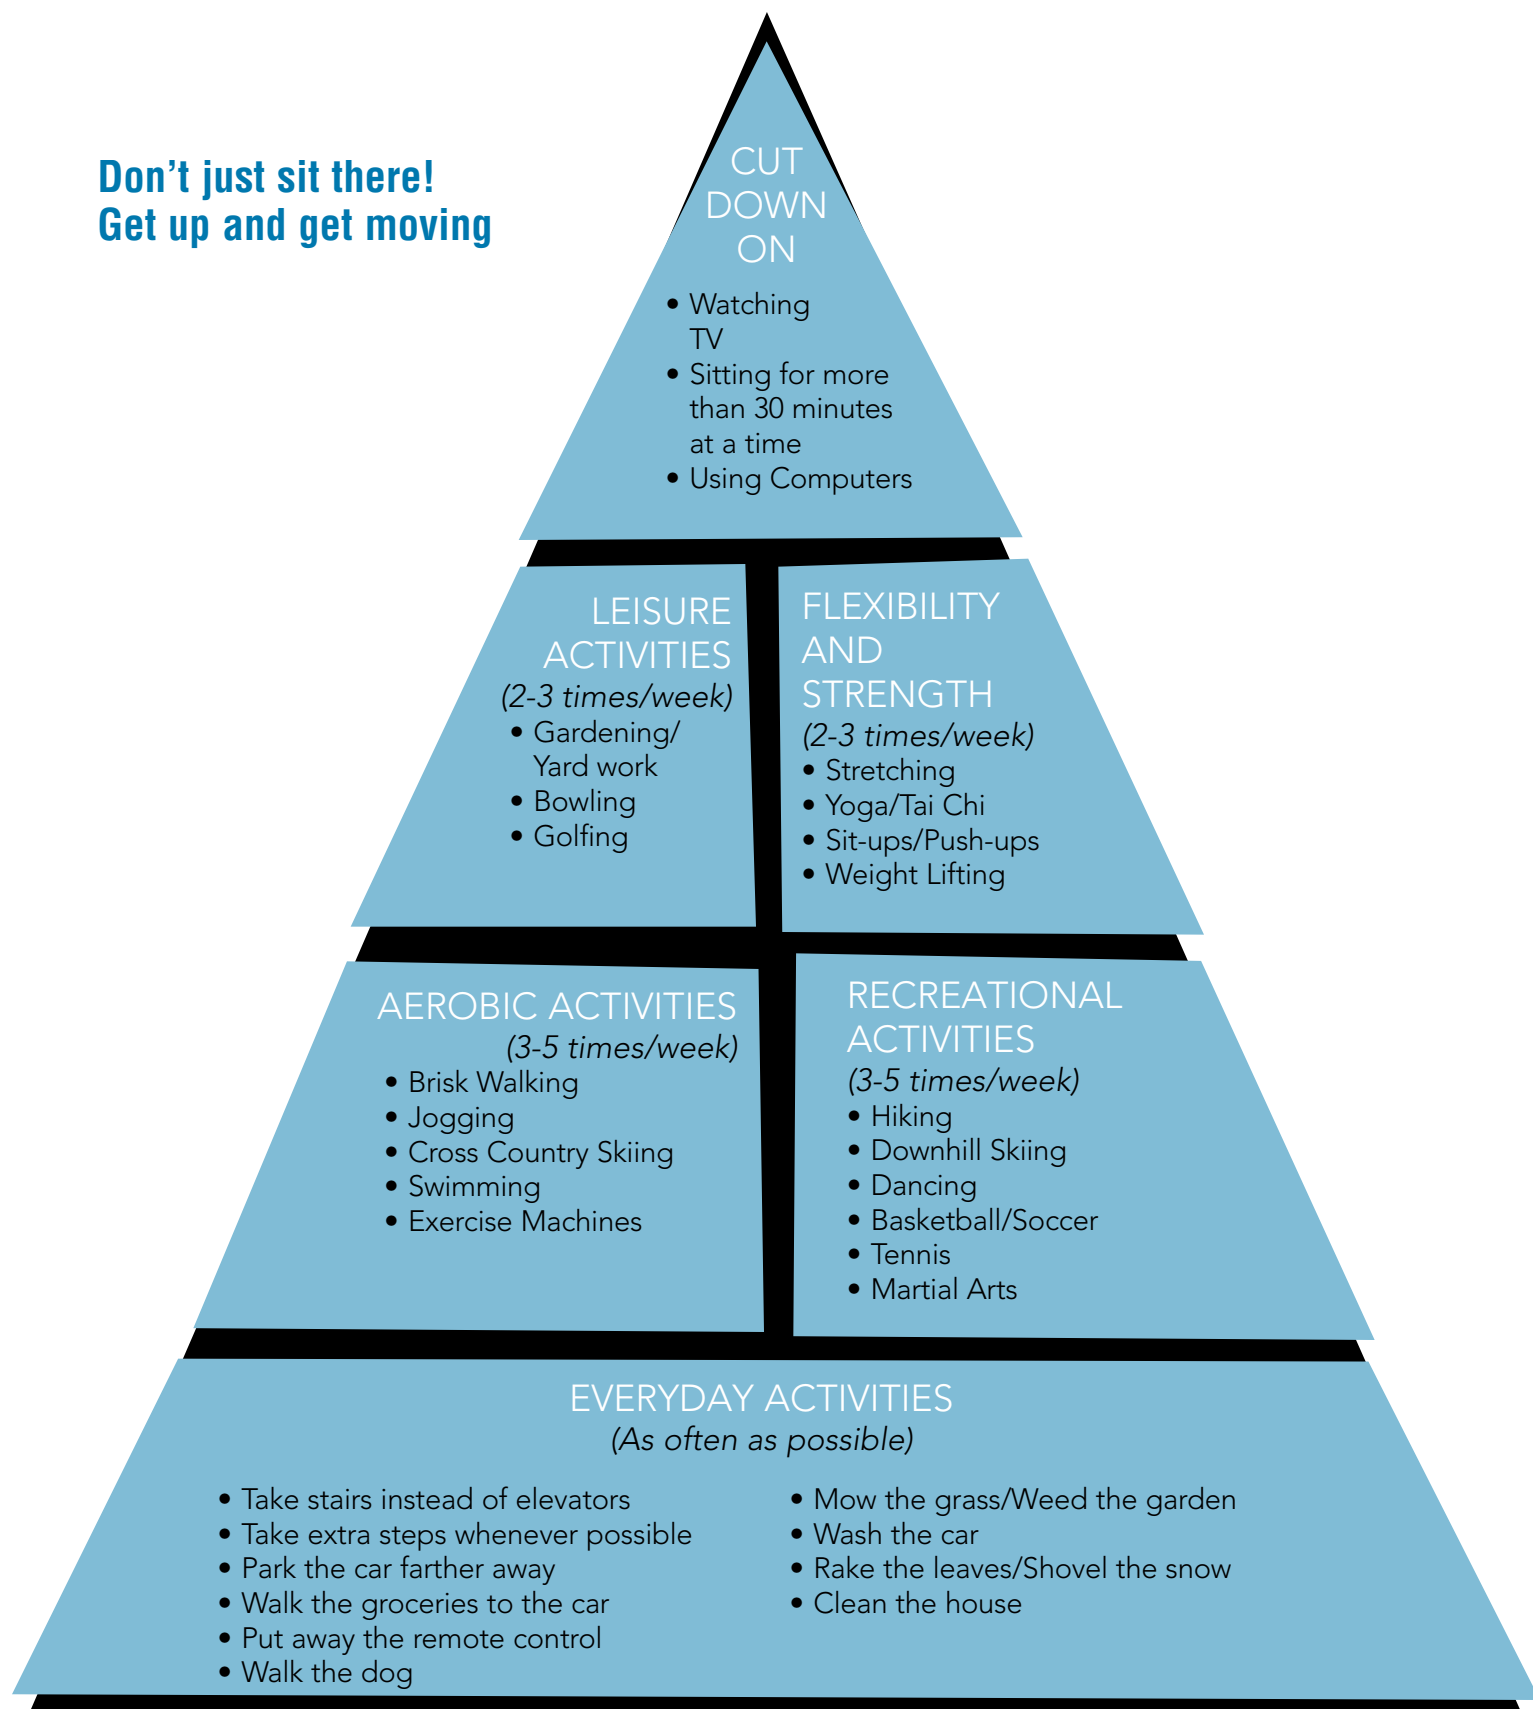 Don't just sit there!
Get up and get moving
CUT
DOWN
ON
• Watching
TV
• Sitting for more
than 30 minutes
at a time
• Using Computers
LEISURE
ACTIVITIES
(2-3 times/week)
• Gardening/
Yard work
• Bowling
• Golfing
FLEXIBILITY
AND
STRENGTH
(2-3 times/week)
• Stretching
• Yoga/Tai Chi
• Sit-ups/Push-ups
• Weight Lifting
AEROBIC ACTIVITIES
(3-5 times/week)
• Brisk Walking
• Jogging
• Cross Country Skiing
• Swimming
• Exercise Machines
RECREATIONAL
ACTIVITIES
(3-5 times/week)
• Hiking
• Downhill Skiing
• Dancing
• Basketball/Soccer
• Tennis
• Martial Arts
EVERYDAY ACTIVITIES
(As often as possible)
• Take stairs instead of elevators
• Take extra steps whenever possible
• Park the car farther away
• Walk the groceries to the car
• Put away the remote control
• Walk the dog
• Mow the grass/Weed the garden
• Wash the car
• Rake the leaves/Shovel the snow
• Clean the house